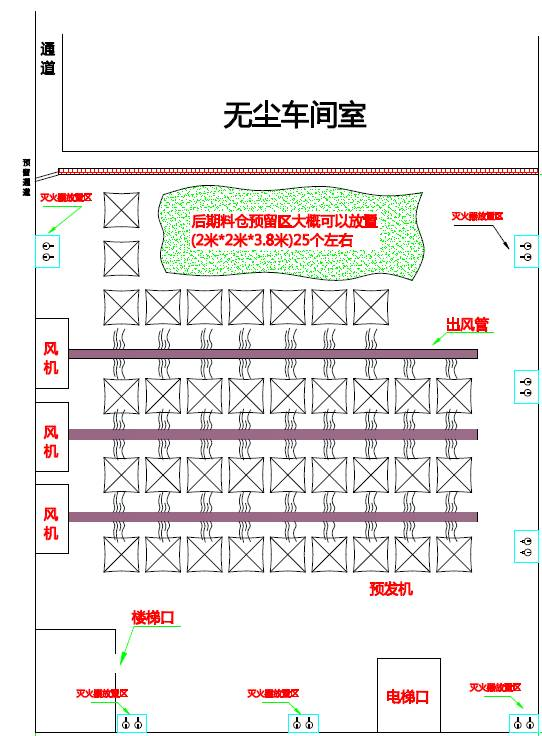 通道
无尘车间室
预留通道
灭火器放置区
后期料仓预留区大概可以放置
(2米*2米*3.8米)25个左右
灭火器放置区
出风管
风机
风机
风机
预发机
楼梯口
灭火器放置区
灭火器放置区
电梯口
灭火器放置区